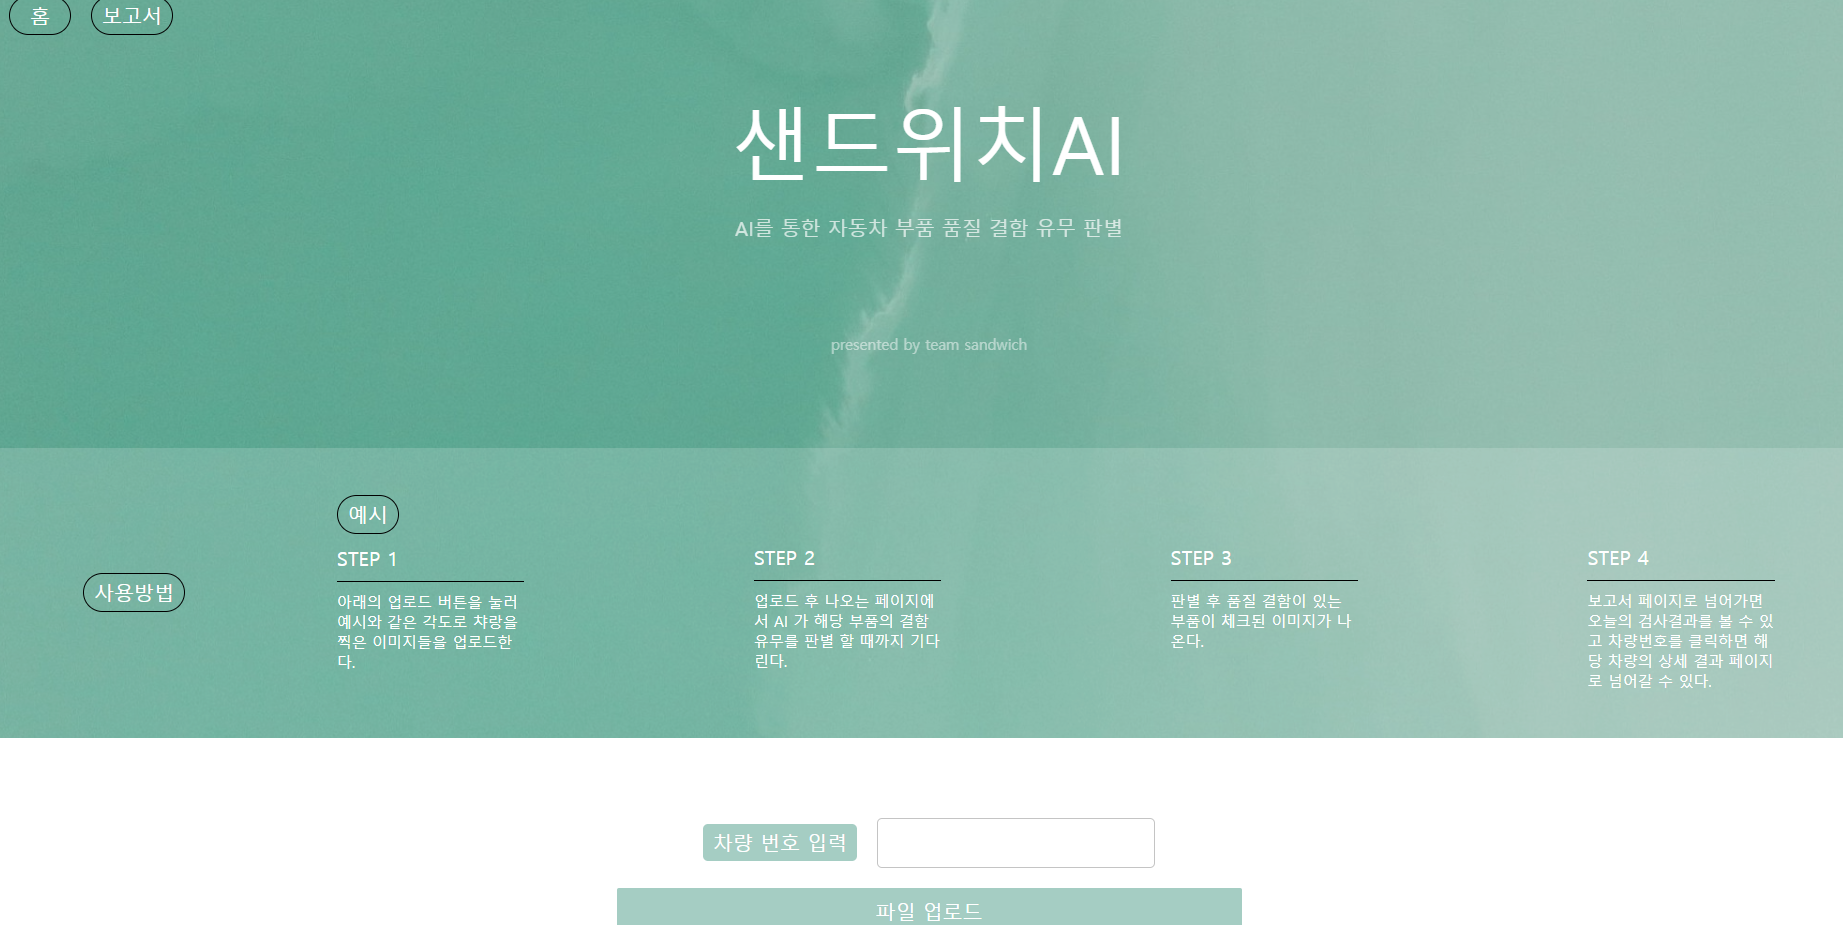 홈
보고서
샌드위치AI
AI를 통한 자동차 부품 품질 결함 유무 판별
presented by team sandwich
사용방법
예시
STEP 1
아래의 업로드 버튼을 눌러
예시와 같은 각도로 챠랑을
찍은 이미지들을 업로드한
다.
STEP 2
업로드 후 나오는 페이지에
서 AI 가 해당 부품의 결함
유무를 판별 할 때까지 기다
린다.
STEP 3
판별 후 품질 결함이 있는
부품이 체크된 이미지가 나
온다.
STEP 4
보고서 페이지로 넘어가면
오늘의 검사결과를 볼 수 있
고 차량번호를 클릭하면 해
당 차량의 상세 결과 페이지
로 넘어갈 수 있다.
차량 번호 입력
파일 업로드